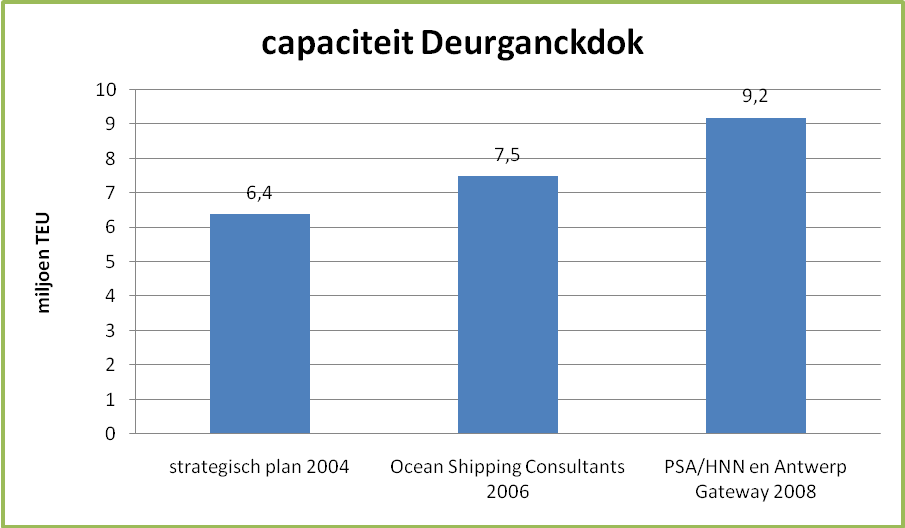 capaciteit Deurganckdok
miljoen TEU
10
9
8
7
6
5
4
3
2
1
0
6,4
7,5
9,2
strategisch plan 2004
Ocean Shipping Consultants
2006
PSA/HNN en Antwerp
Gateway 2008